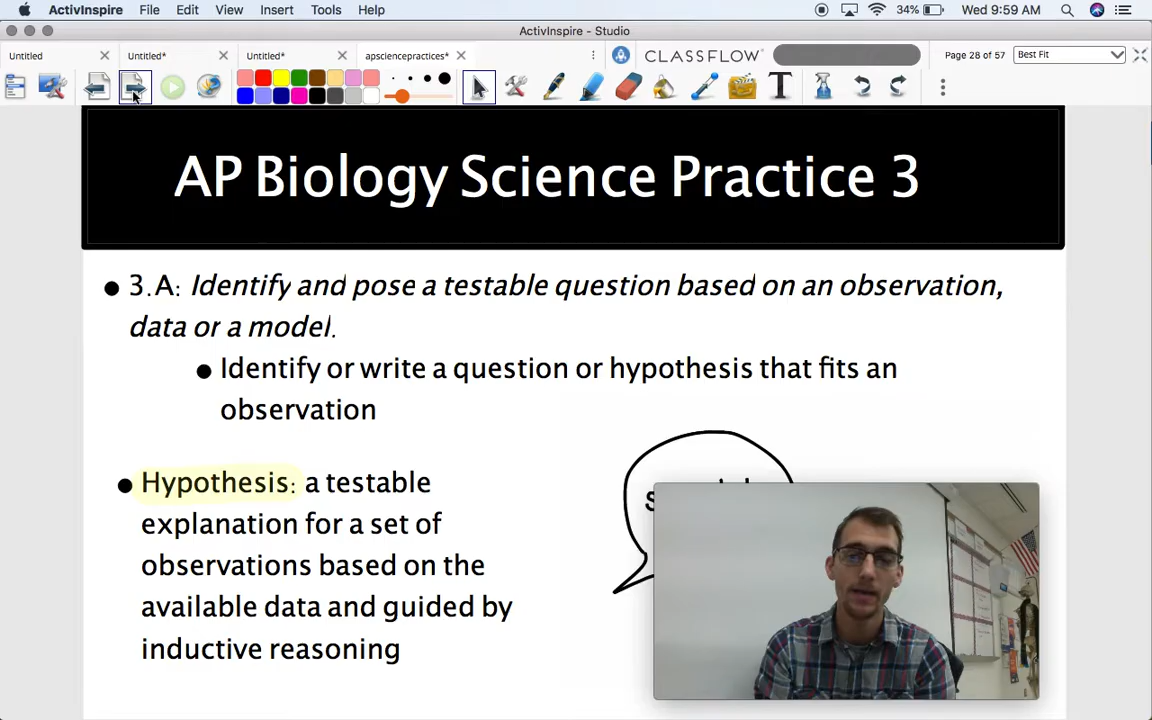 ActivInspire File Edit View Insert Tools Help 34% Wed 9:59 AM
ActivInspire - Studio
Untitled Untitled* Untitled* apsciencepractices* CLASSFLOW Page 28 of 57 Best Fit
AP Biology Science Practice 3
• 3.A: Identify and pose a testable question based on an observation,
data or a model.
• Identify or write a question or hypothesis that fits an
observation
• Hypothesis: a testable
explanation for a set of
observations based on the
available data and guided by
inductive reasoning